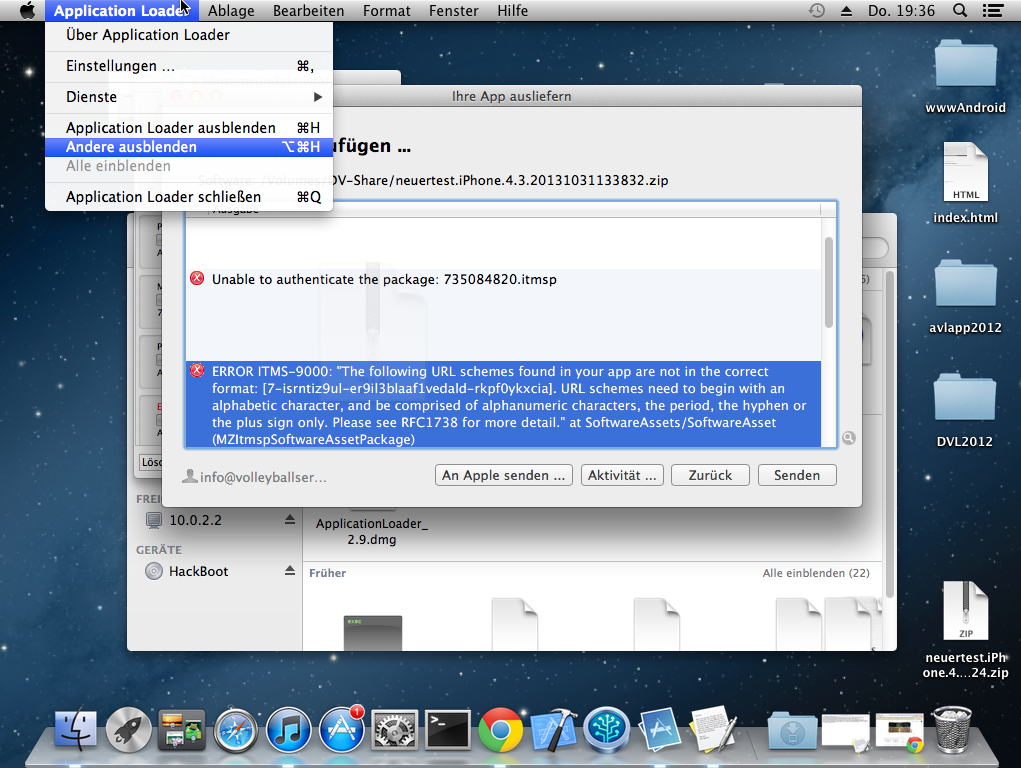 Application Loader Ablage Bearbeiten Format Fenster Hilfe Do. 19:36
Über Application Loader
Einstellungen … ⌘,
Dienste ▶
Application Loader ausblenden ⌘H
Andere ausblenden ⌥⌘H
Alle einblenden
Application Loader schließen ⌘Q
Ihre App ausliefern
fügen ...
Software: /Volumes/DV-Share/neuertest.iPhone.4.3.20131031133832.zip
Ausgabe
Unable to authenticate the package: 735084820.itmsp
ERROR ITMS-9000: "The following URL schemes found in your app are not in the correct
format: [7-isrntiz9ul-er9il3blaaf1vedald-rkpf0ykxcia]. URL schemes need to begin with an
alphabetic character, and be comprised of alphanumeric characters, the period, the hyphen or
the plus sign only. Please see RFC1738 for more detail." at SoftwareAssets/SoftwareAsset
(MZItmspSoftwareAssetPackage)
info@volleyballser...
An Apple senden ...
Aktivität ...
Zurück
Senden
Lösc
FREI
10.0.2.2
GERÄTE
HackBoot
ApplicationLoader_
2.9.dmg
Früher
Alle einblenden (22)
exec
wwwAndroid
HTML
index.html
avlapp2012
DVL2012
ZIP
neuertest.iPh
one.4....24.zip
1